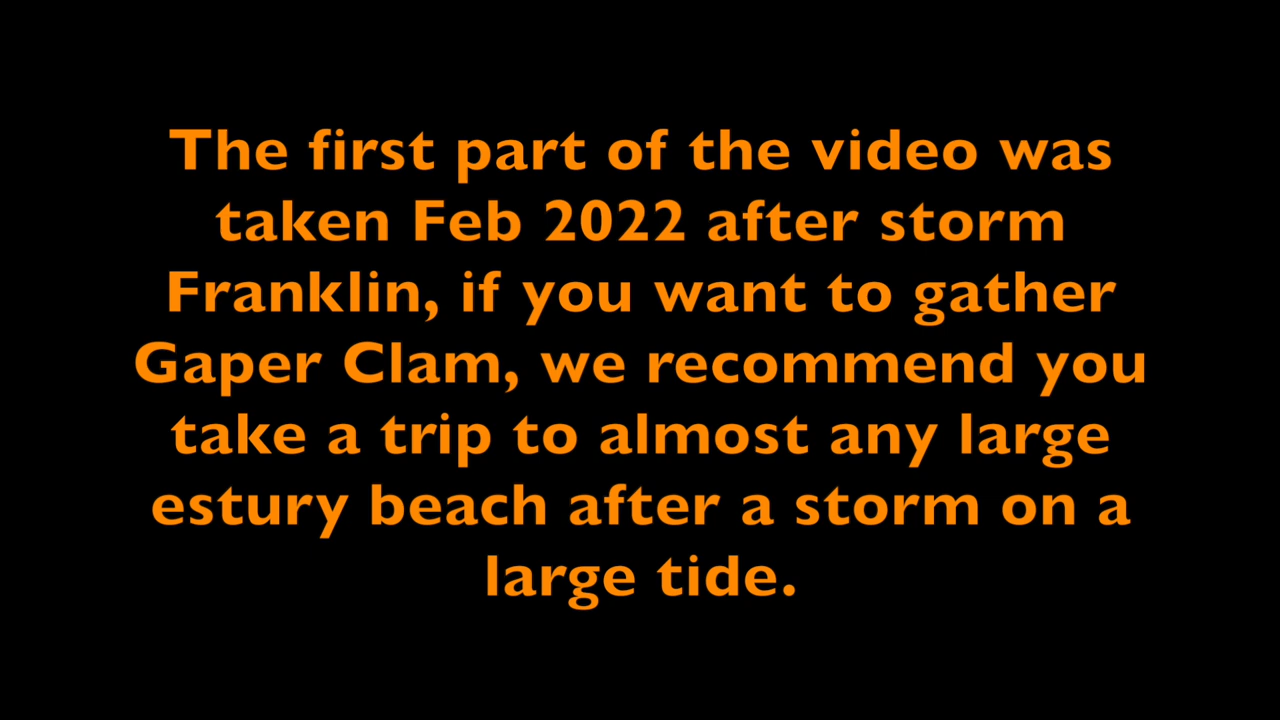 The first part of the video was
taken Feb 2022 after storm
Franklin, if you want to gather
Gaper Clam, we recommend you
take a trip to almost any large
estury beach after a storm on a
large tide.